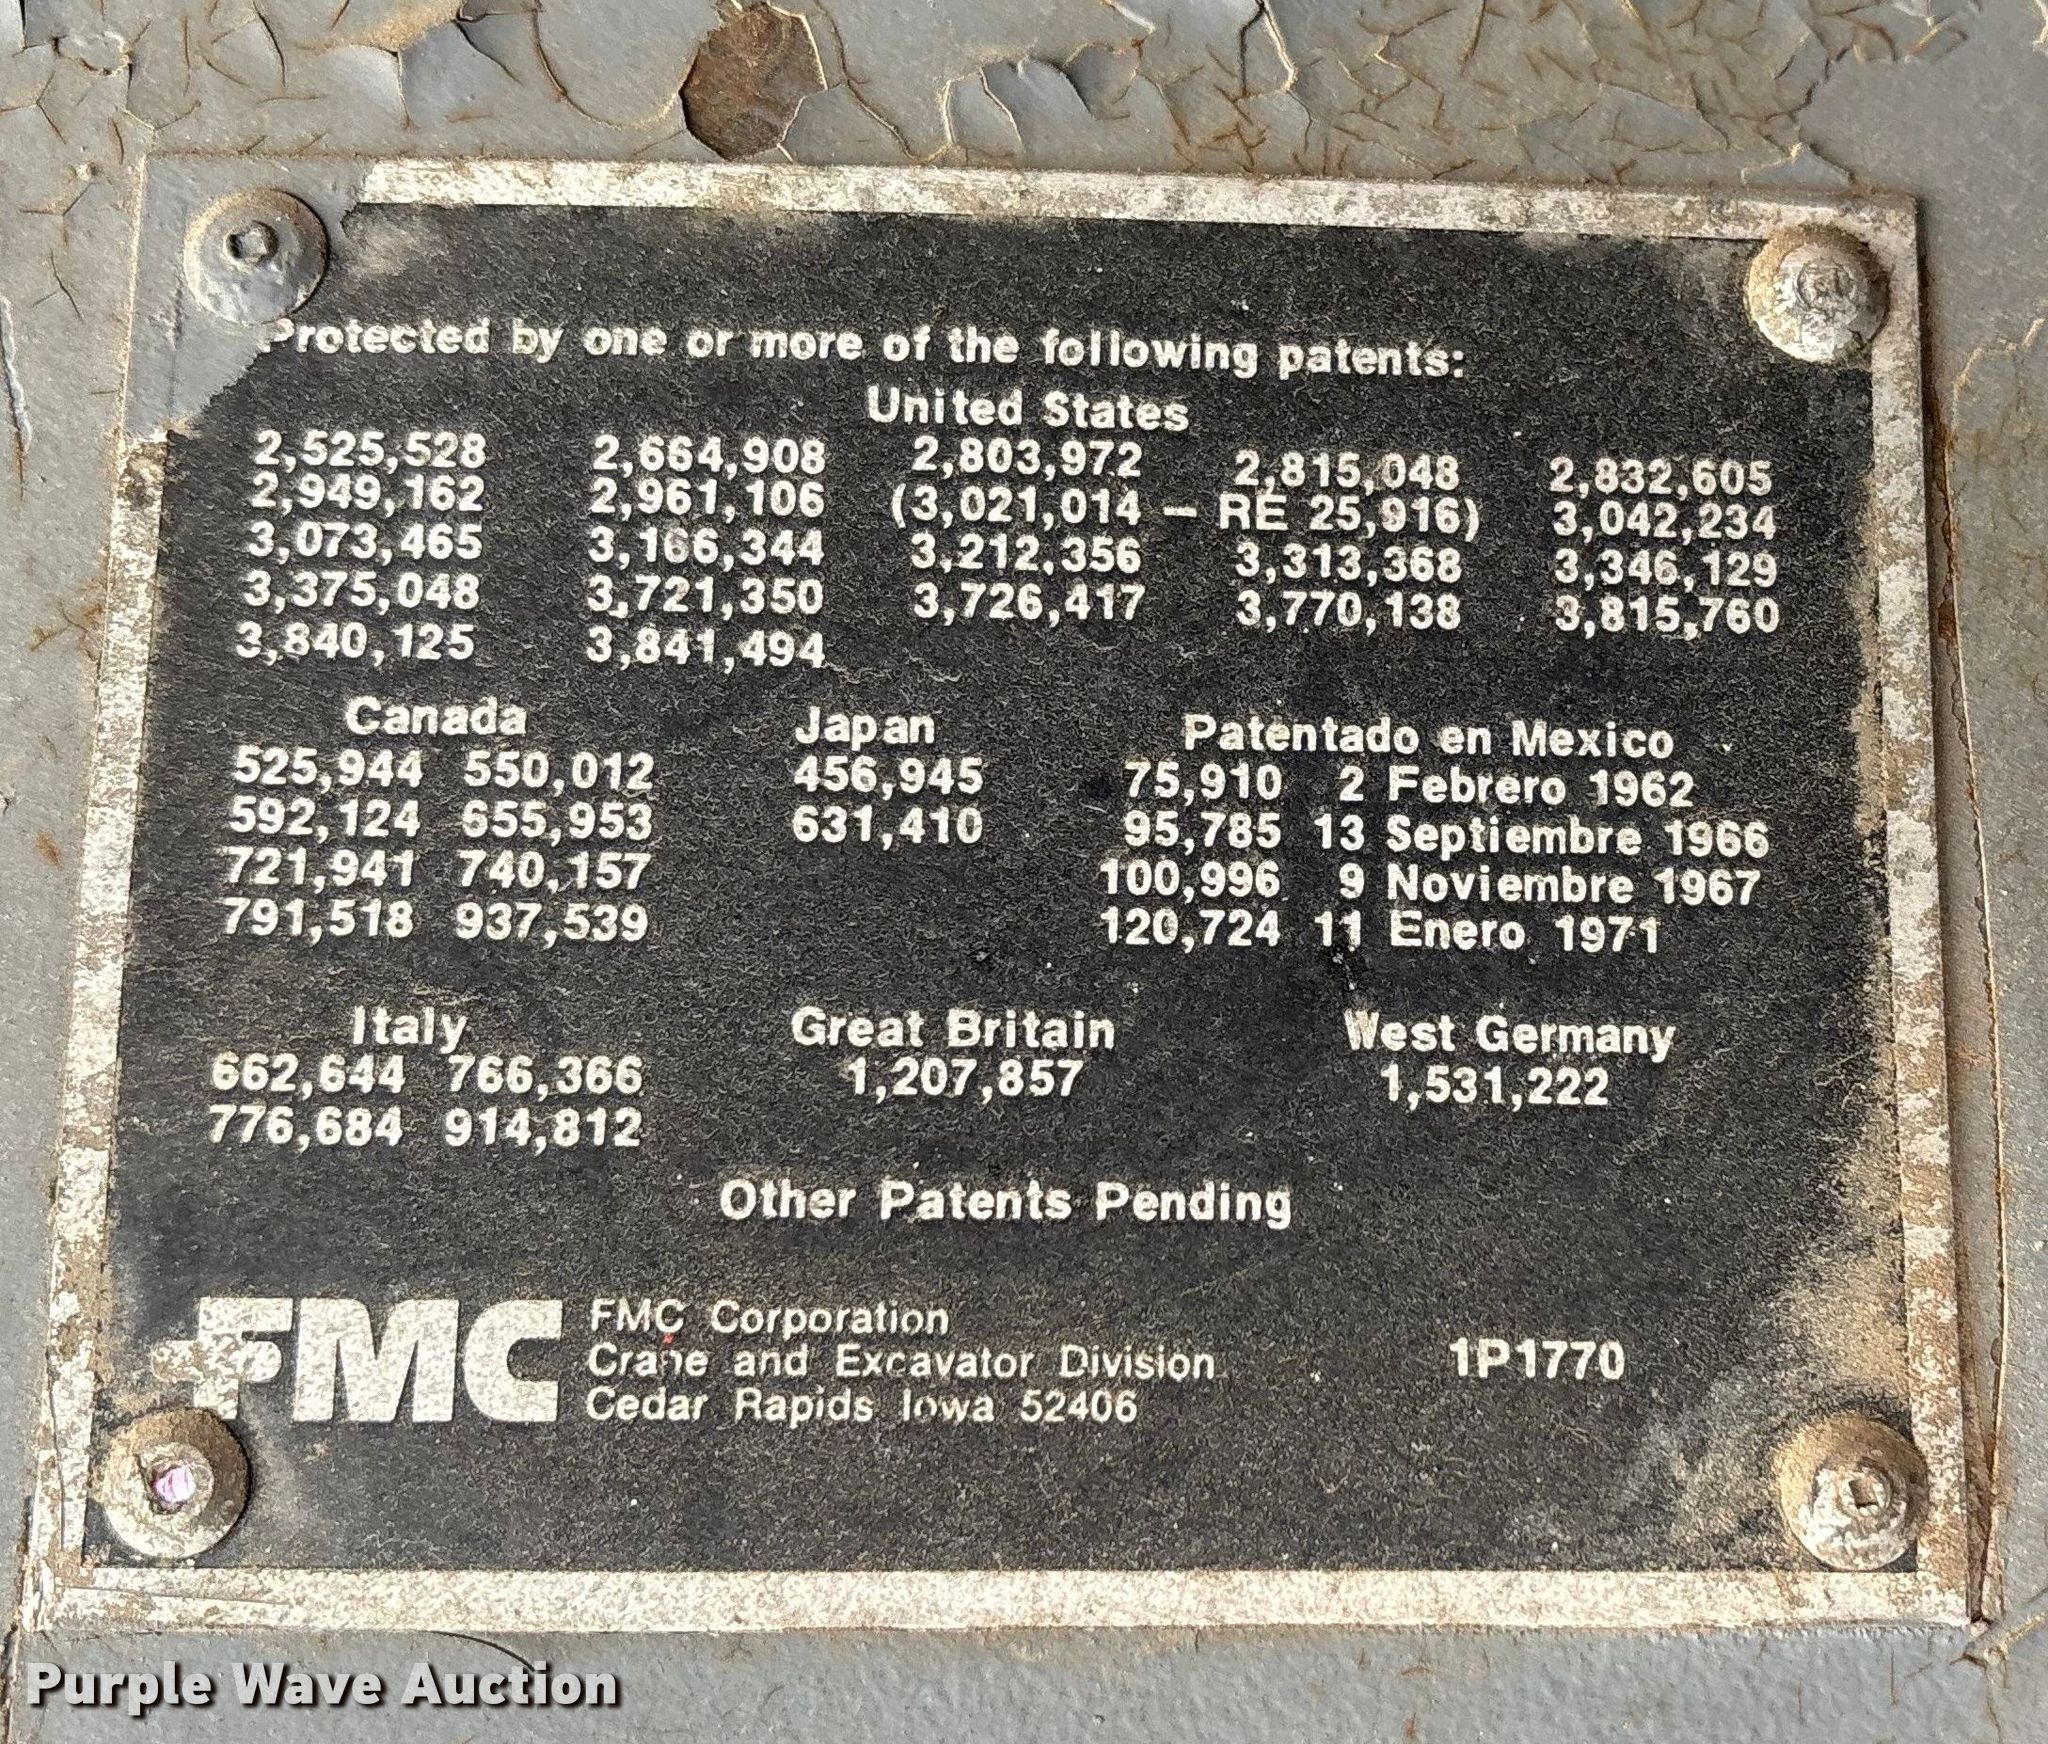 Protected by one or more of the following patents:
United States
2,525,528 2,664,908 2,803,972 2,815,048 2,832,605
2,949,162 2,961,106 (3,021,014 – RE 25,916) 3,042,234
3,073,465 3,166,344 3,212,356 3,313,368 3,346,129
3,375,048 3,721,350 3,726,417 3,770,138 3,815,760
3,840,125 3,841,494
Canada Japan Patentado en Mexico
525,944 550,012 456,945 75,910 2 Febrero 1962
592,124 655,953 631,410 95,785 13 Septiembre 1966
721,941 740,157 100,996 9 Noviembre 1967
791,518 937,539 120,724 11 Enero 1971
Italy Great Britain West Germany
662,644 766,366 1,207,857 1,531,222
776,684 914,812
Other Patents Pending
FMC FMC Corporation
Crane and Excavator Division 1P1770
Cedar Rapids Iowa 52406
Purple Wave Auction